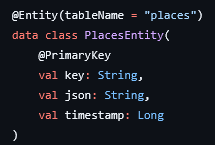 @Entity(tableName = "places")
data class PlacesEntity(
    @PrimaryKey
    val key: String,
    val json: String,
    val timestamp: Long
)